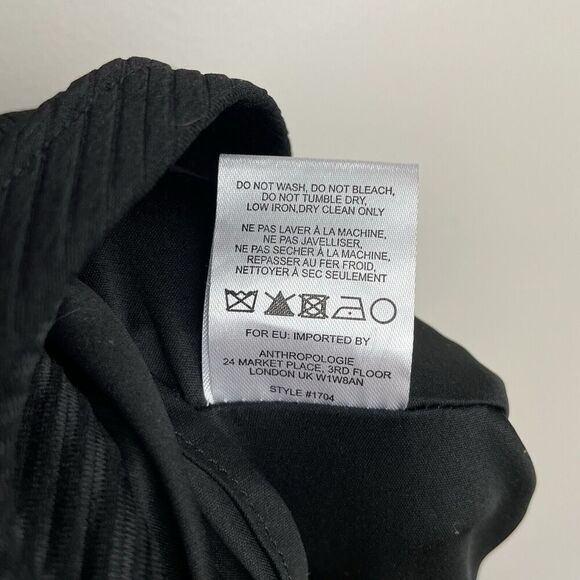 DO NOT WASH, DO NOT BLEACH,
DO NOT TUMBLE DRY,
LOW IRON,DRY CLEAN ONLY
NE PAS LAVER À LA MACHINE,
NE PAS JAVELLISER,
NE PAS SECHER À LA MACHINE,
REPASSER AU FER FROID,
NETTOYER À SEC SEULEMENT
FOR EU: IMPORTED BY
ANTHROPOLOGIE
24 MARKET PLACE, 3RD FLOOR
LONDON UK W1W8AN
STYLE #1704